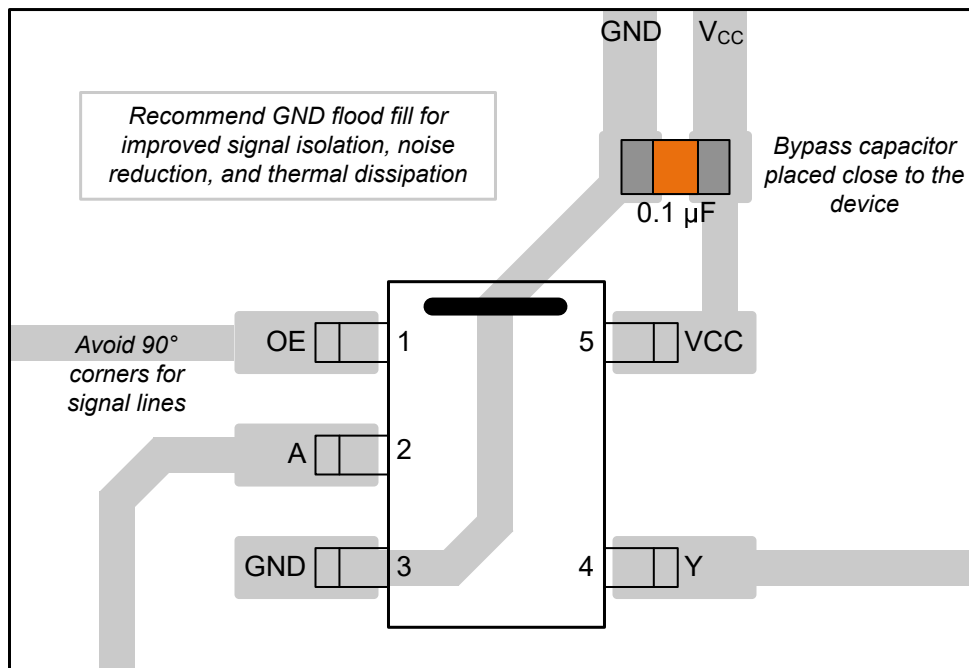 GND VCC
Recommend GND flood fill for
improved signal isolation, noise
reduction, and thermal dissipation
Bypass capacitor
placed close to the
device
0.1 µF
OE 1 5 VCC
Avoid 90°
corners for
signal lines
A 2
GND 3 4 Y